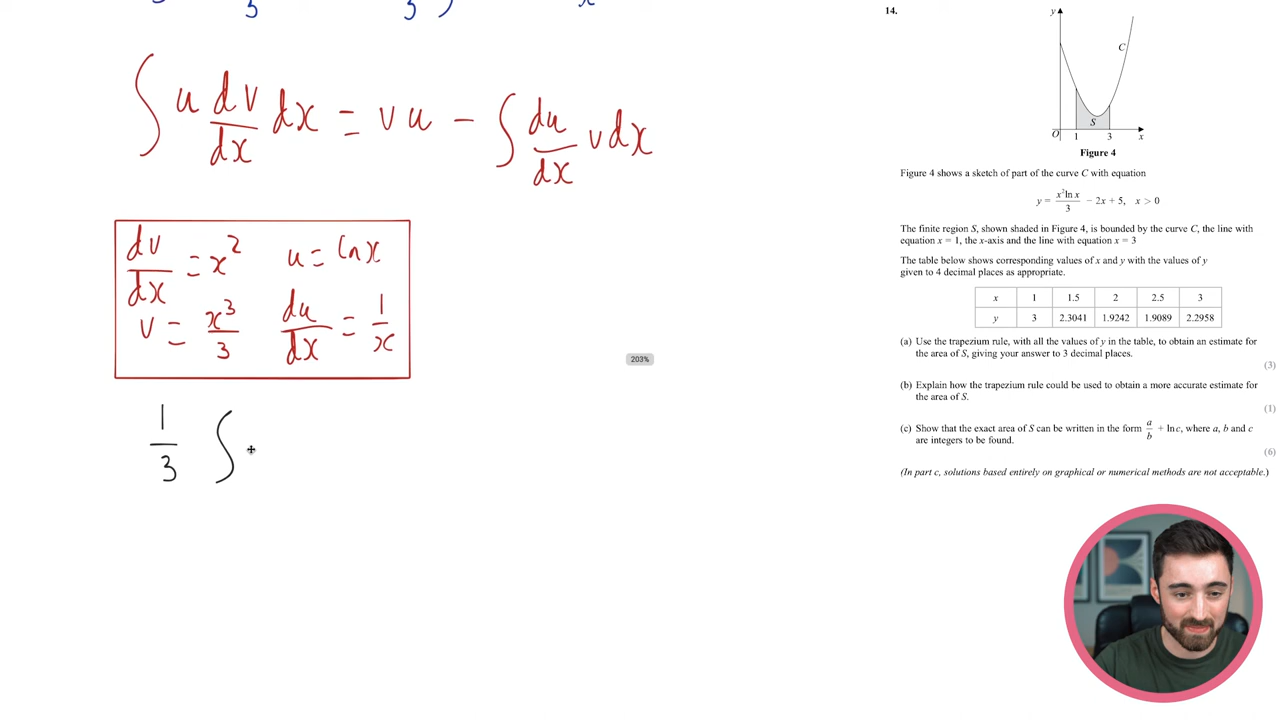 3 3 x
∫ u dv/dx dx = vu − ∫ du/dx v dx
dv/dx = x² u = ln x
v = x³/3 du/dx = 1/x
1/3 ∫
203%
14.
y
C
S
O 1 3 x
Figure 4
Figure 4 shows a sketch of part of the curve C with equation
y = x² ln x / 3 − 2x + 5, x > 0
The finite region S, shown shaded in Figure 4, is bounded by the curve C, the line with
equation x = 1, the x-axis and the line with equation x = 3
The table below shows corresponding values of x and y with the values of y
given to 4 decimal places as appropriate.
x 1 1.5 2 2.5 3
y 3 2.3041 1.9242 1.9089 2.2958
(a) Use the trapezium rule, with all the values of y in the table, to obtain an estimate for
the area of S, giving your answer to 3 decimal places.
(3)
(b) Explain how the trapezium rule could be used to obtain a more accurate estimate for
the area of S.
(1)
(c) Show that the exact area of S can be written in the form a/b + ln c, where a, b and c
are integers to be found.
(6)
(In part c, solutions based entirely on graphical or numerical methods are not acceptable.)